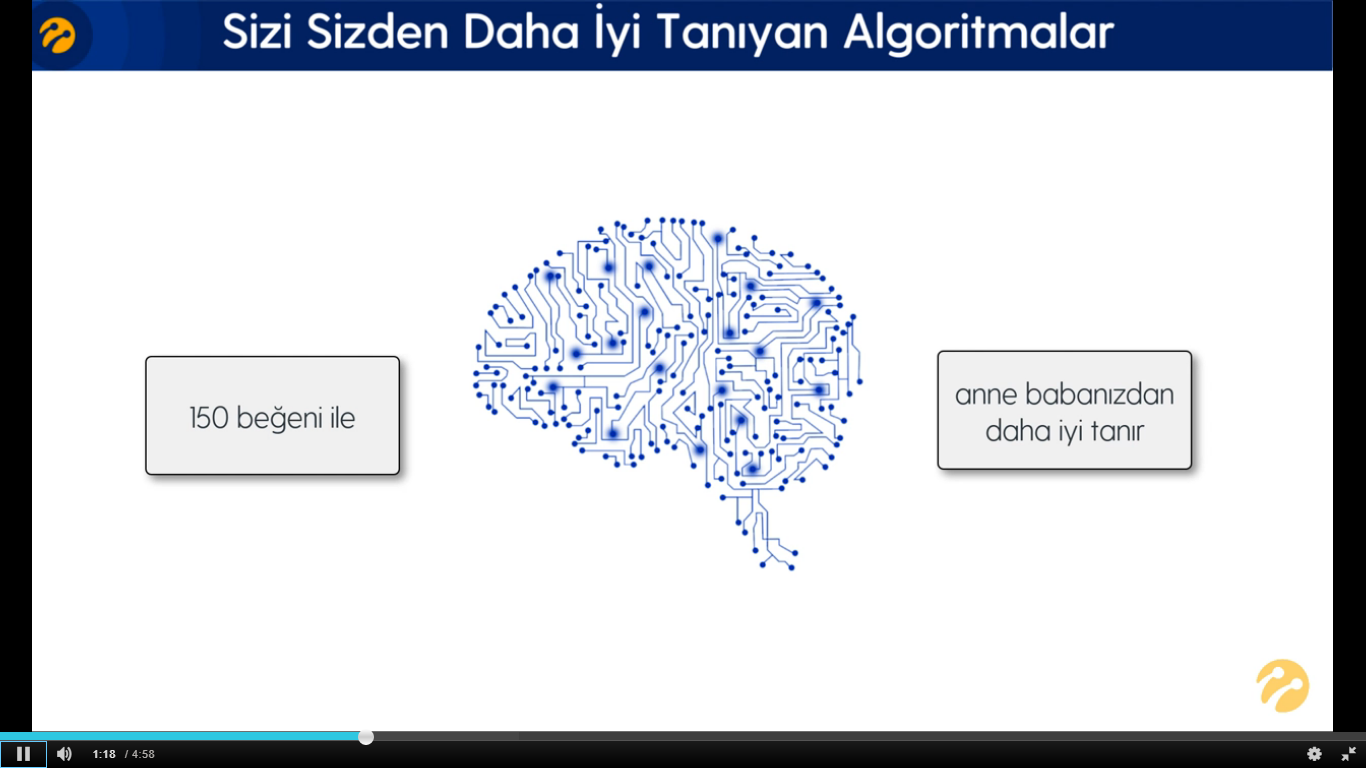 Sizi Sizden Daha İyi Tanıyan Algoritmalar
150 beğeni ile
anne babanızdan
daha iyi tanır
1:18 / 4:58